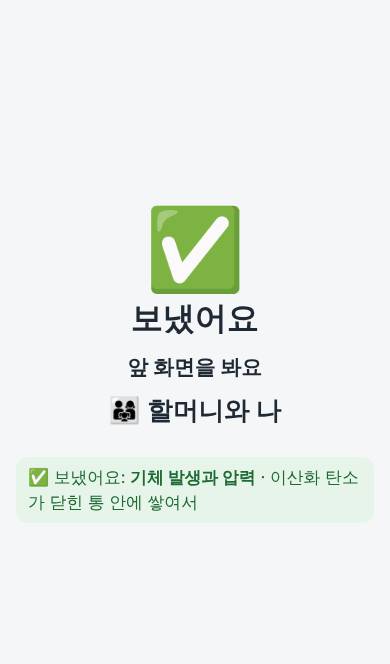 보냈어요
앞 화면을 봐요
할머니와 나
보냈어요: 기체 발생과 압력 · 이산화 탄소
가 닫힌 통 안에 쌓여서